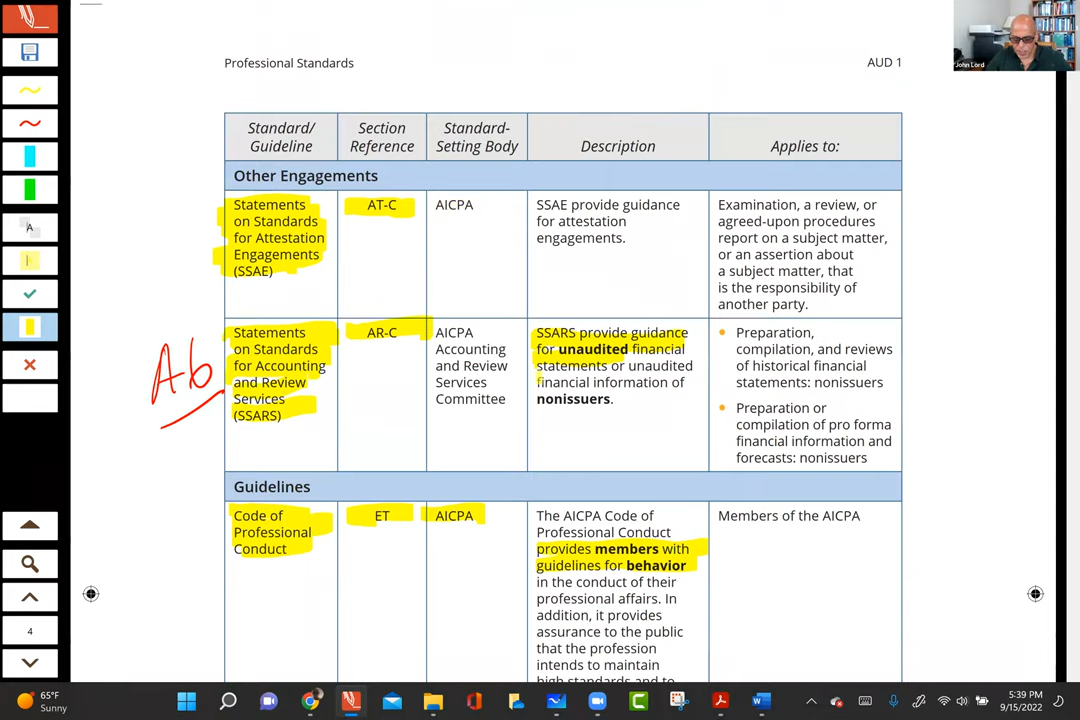 John Lord
Professional Standards
AUD 1
Standard/
Guideline
Section
Reference
Standard-
Setting Body
Description
Applies to:
Other Engagements
Statements
on Standards
for Attestation
Engagements
(SSAE)
AT-C
AICPA
SSAE provide guidance
for attestation
engagements.
Examination, a review, or
agreed-upon procedures
report on a subject matter,
or an assertion about
a subject matter, that
is the responsibility of
another party.
Ab
Statements
on Standards
for Accounting
and Review
Services
(SSARS)
AR-C
AICPA
Accounting
and Review
Services
Committee
SSARS provide guidance
for unaudited financial
statements or unaudited
financial information of
nonissuers.
Preparation,
compilation, and reviews
of historical financial
statements: nonissuers
Preparation or
compilation of pro forma
financial information and
forecasts: nonissuers
Guidelines
Code of
Professional
Conduct
ET
AICPA
The AICPA Code of
Professional Conduct
provides members with
guidelines for behavior
in the conduct of their
professional affairs. In
addition, it provides
assurance to the public
that the profession
intends to maintain
high standards and to
Members of the AICPA
A
4
65°F
Sunny
5:39 PM
9/15/2022